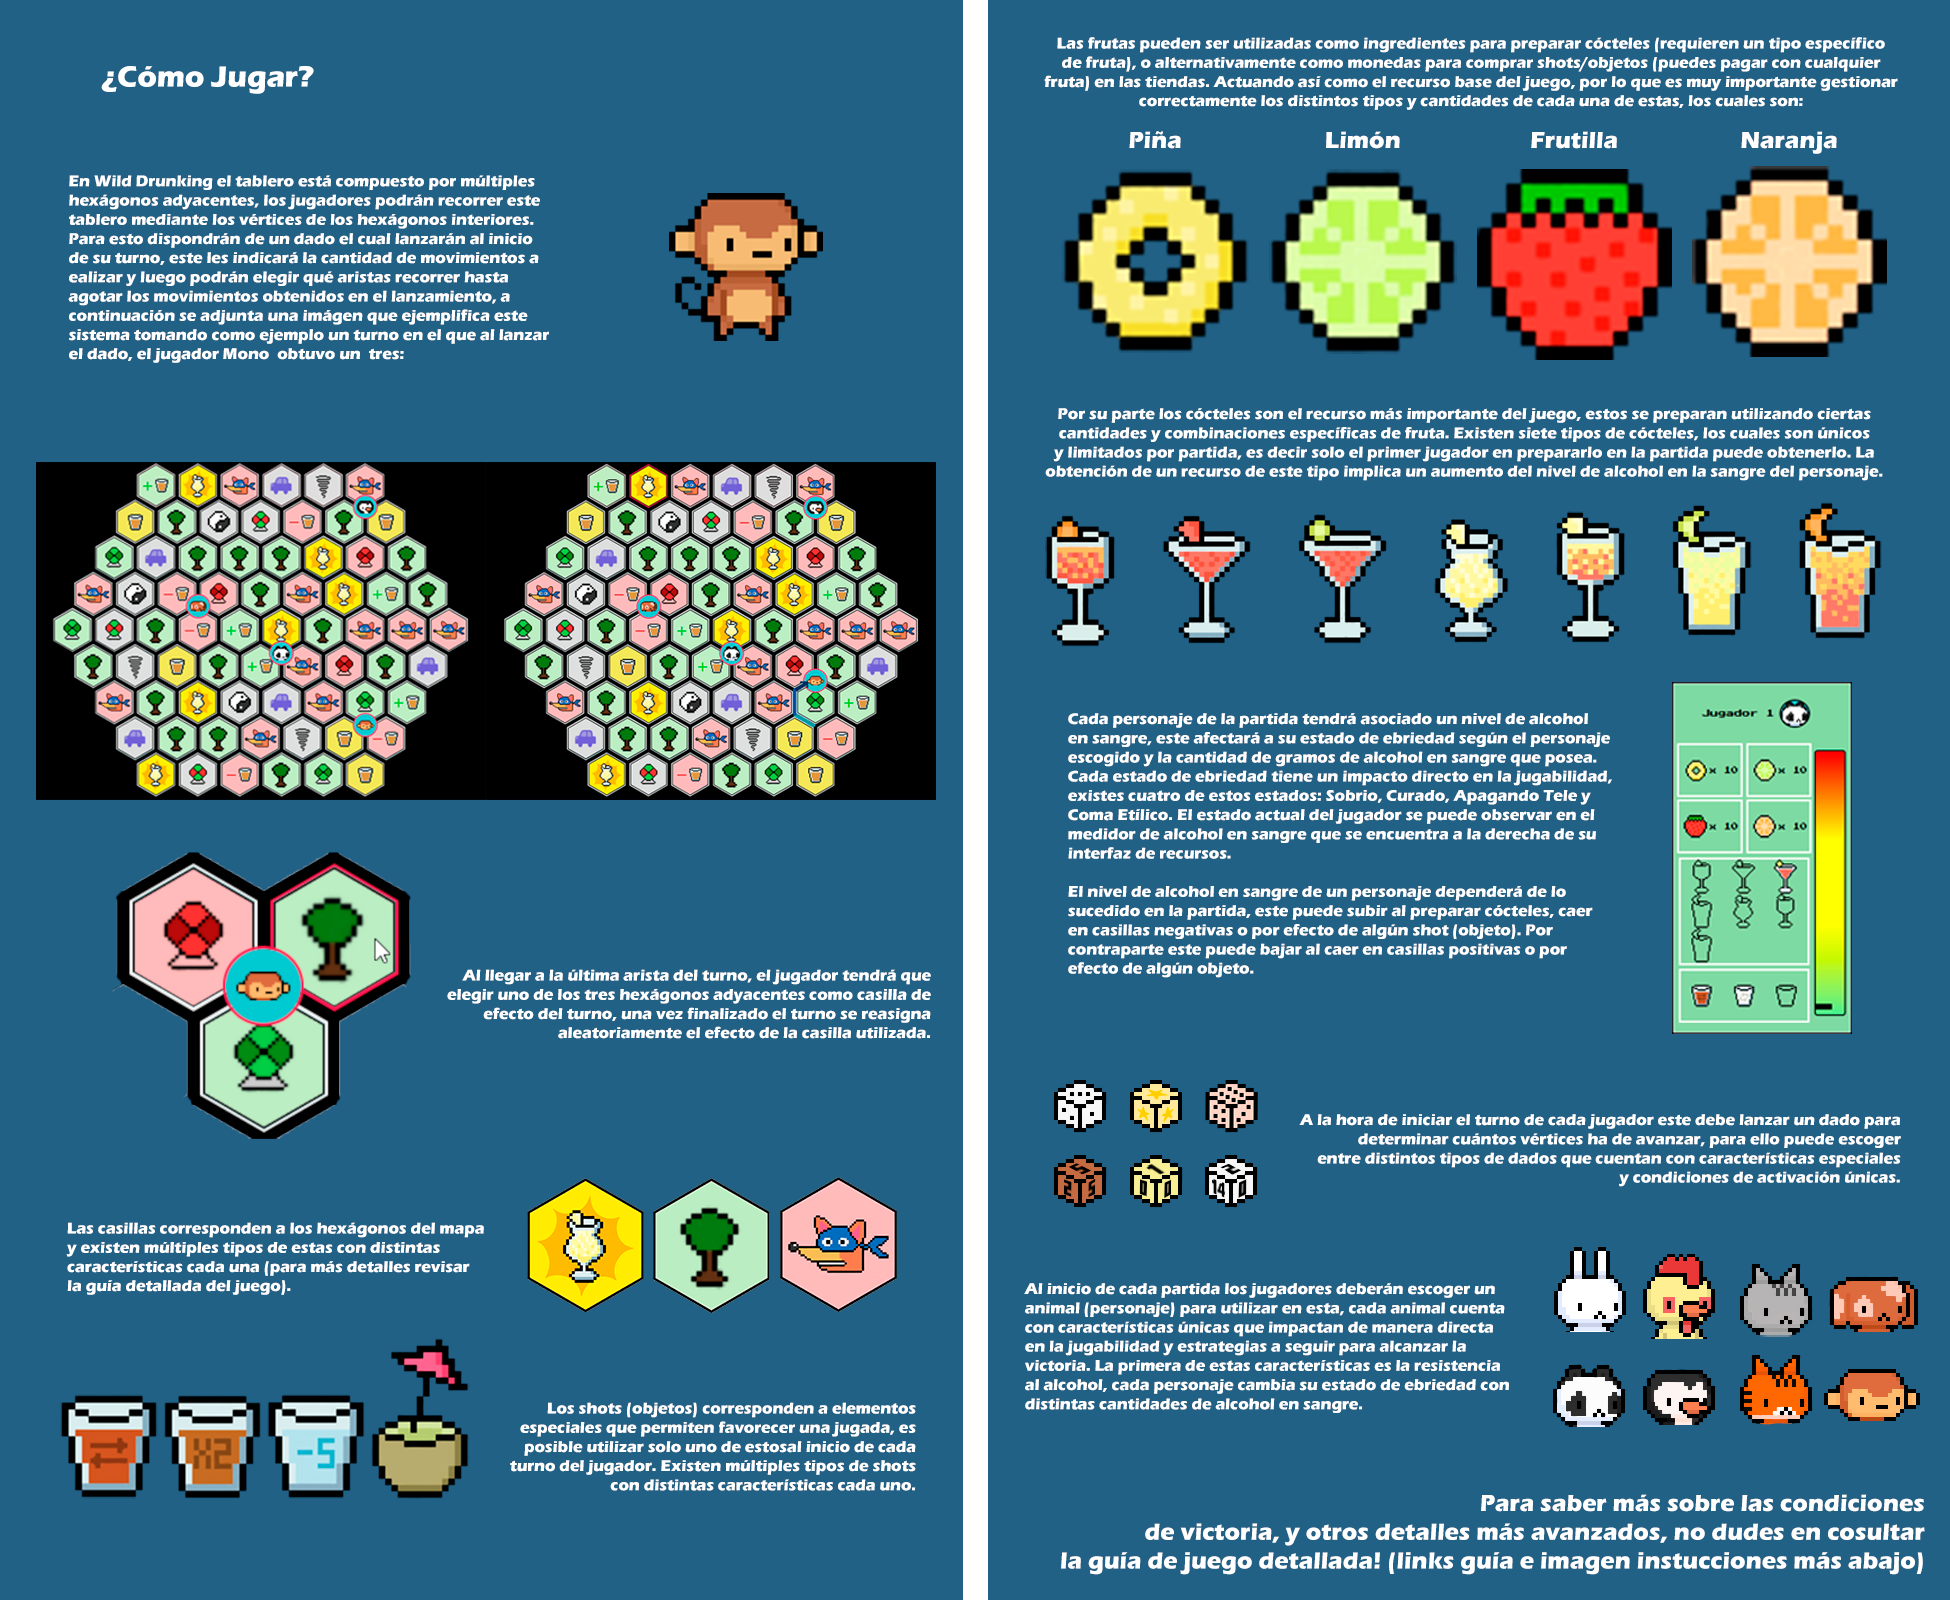 ¿Cómo Jugar?
En Wild Drunking el tablero está compuesto por múltiples
hexágonos adyacentes, los jugadores podrán recorrer este
tablero mediante los vértices de los hexágonos interiores.
Para esto dispondrán de un dado el cual lanzarán al inicio
de su turno, este les indicará la cantidad de movimientos a
ealizar y luego podrán elegir qué aristas recorrer hasta
agotar los movimientos obtenidos en el lanzamiento, a
continuación se adjunta una imágen que ejemplifica este
sistema tomando como ejemplo un turno en el que al lanzar
el dado, el jugador Mono obtuvo un tres:
Al llegar a la última arista del turno, el jugador tendrá que
elegir uno de los tres hexágonos adyacentes como casilla de
efecto del turno, una vez finalizado el turno se reasigna
aleatoriamente el efecto de la casilla utilizada.
Las casillas corresponden a los hexágonos del mapa
y existen múltiples tipos de estas con distintas
características cada una (para más detalles revisar
la guía detallada del juego).
X2
-5
Los shots (objetos) corresponden a elementos
especiales que permiten favorecer una jugada, es
posible utilizar solo uno de estosal inicio de cada
turno del jugador. Existen múltiples tipos de shots
con distintas características cada uno.
Las frutas pueden ser utilizadas como ingredientes para preparar cócteles (requieren un tipo específico
de fruta), o alternativamente como monedas para comprar shots/objetos (puedes pagar con cualquier
fruta) en las tiendas. Actuando así como el recurso base del juego, por lo que es muy importante gestionar
correctamente los distintos tipos y cantidades de cada una de estas, los cuales son:
Piña Limón Frutilla Naranja
Por su parte los cócteles son el recurso más importante del juego, estos se preparan utilizando ciertas
cantidades y combinaciones específicas de fruta. Existen siete tipos de cócteles, los cuales son únicos
y limitados por partida, es decir solo el primer jugador en prepararlo en la partida puede obtenerlo. La
obtención de un recurso de este tipo implica un aumento del nivel de alcohol en la sangre del personaje.
Cada personaje de la partida tendrá asociado un nivel de alcohol
en sangre, este afectará a su estado de ebriedad según el personaje
escogido y la cantidad de gramos de alcohol en sangre que posea.
Cada estado de ebriedad tiene un impacto directo en la jugabilidad,
existes cuatro de estos estados: Sobrio, Curado, Apagando Tele y
Coma Etílico. El estado actual del jugador se puede observar en el
medidor de alcohol en sangre que se encuentra a la derecha de su
interfaz de recursos.
El nivel de alcohol en sangre de un personaje dependerá de lo
sucedido en la partida, este puede subir al preparar cócteles, caer
en casillas negativas o por efecto de algún shot (objeto). Por
contraparte este puede bajar al caer en casillas positivas o por
efecto de algún objeto.
Jugador 1
x 10 x 10
x 10 x 10
A la hora de iniciar el turno de cada jugador este debe lanzar un dado para
determinar cuántos vértices ha de avanzar, para ello puede escoger
entre distintos tipos de dados que cuentan con características especiales
y condiciones de activación únicas.
Al inicio de cada partida los jugadores deberán escoger un
animal (personaje) para utilizar en esta, cada animal cuenta
con características únicas que impactan de manera directa
en la jugabilidad y estrategias a seguir para alcanzar la
victoria. La primera de estas características es la resistencia
al alcohol, cada personaje cambia su estado de ebriedad con
distintas cantidades de alcohol en sangre.
Para saber más sobre las condiciones
de victoria, y otros detalles más avanzados, no dudes en cosultar
la guía de juego detallada! (links guía e imagen instucciones más abajo)